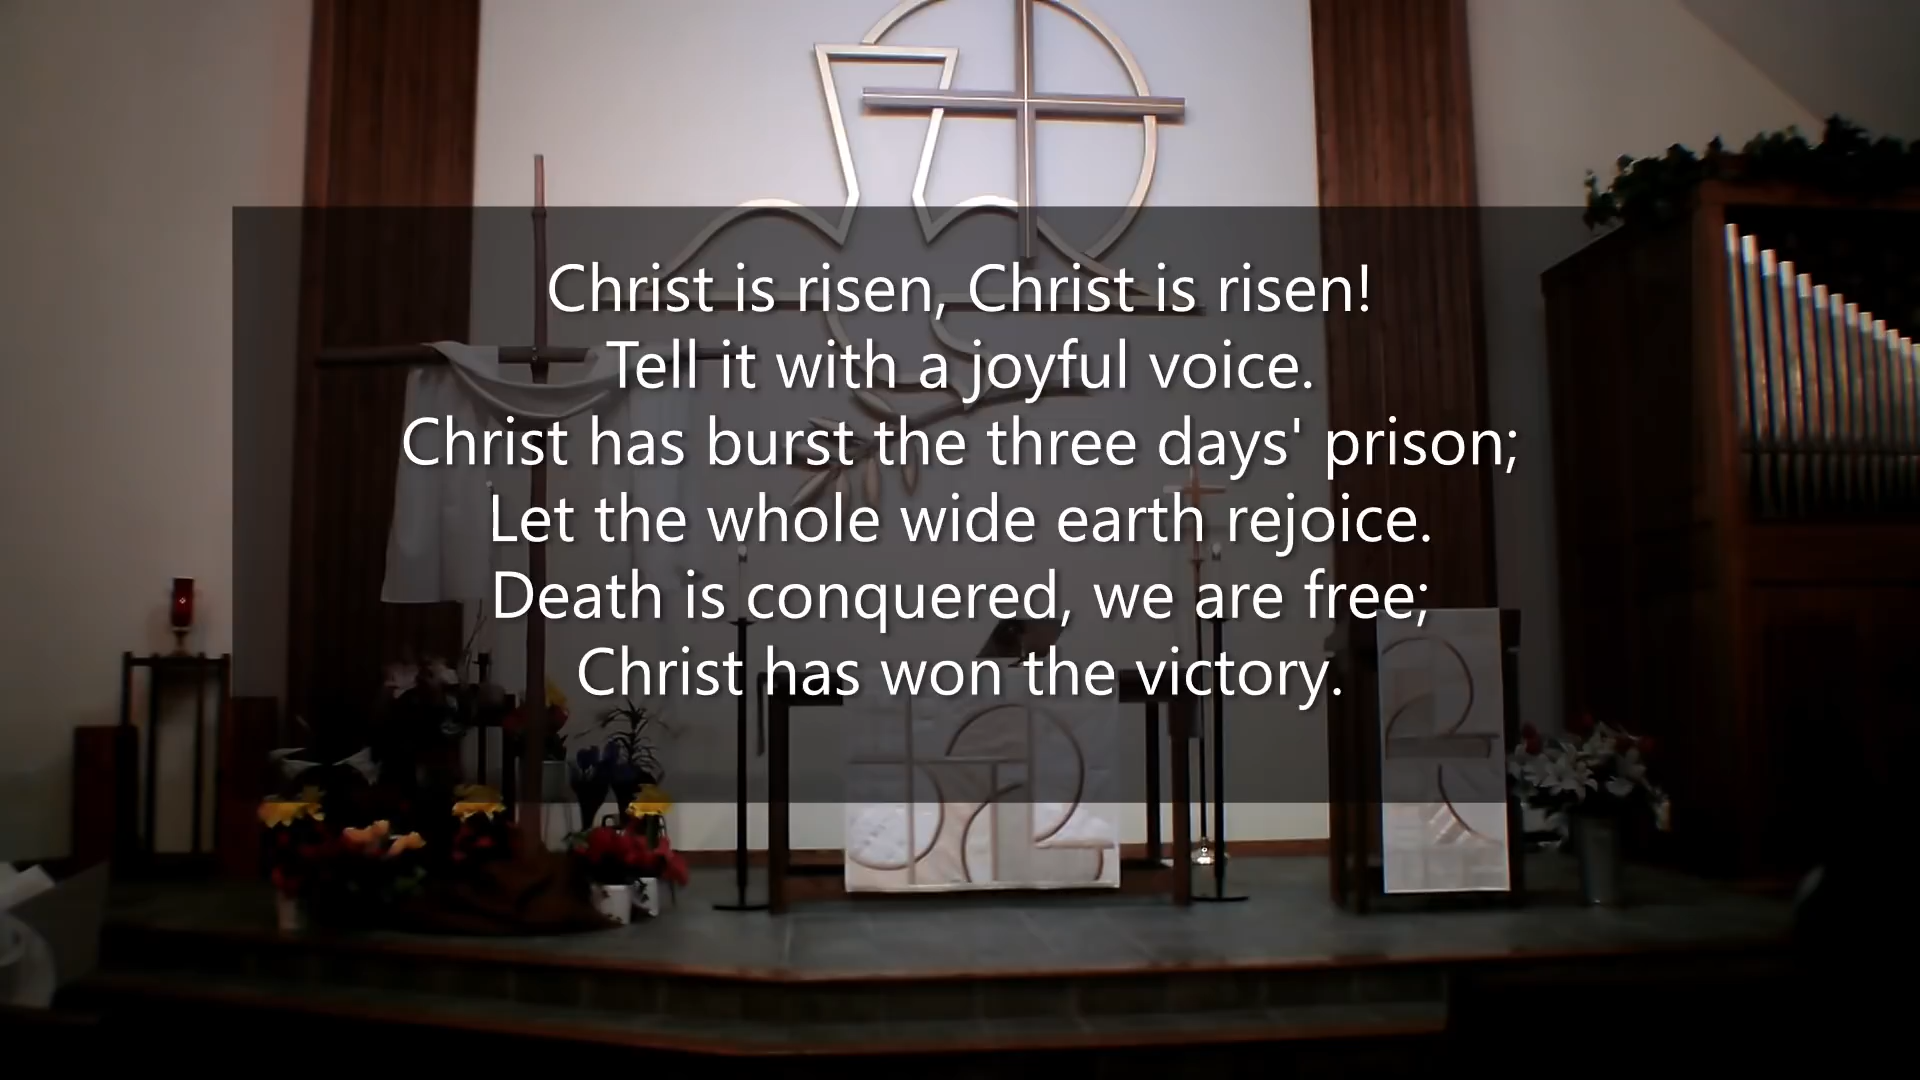 Christ is risen, Christ is risen!
Tell it with a joyful voice.
Christ has burst the three days' prison;
Let the whole wide earth rejoice.
Death is conquered, we are free;
Christ has won the victory.